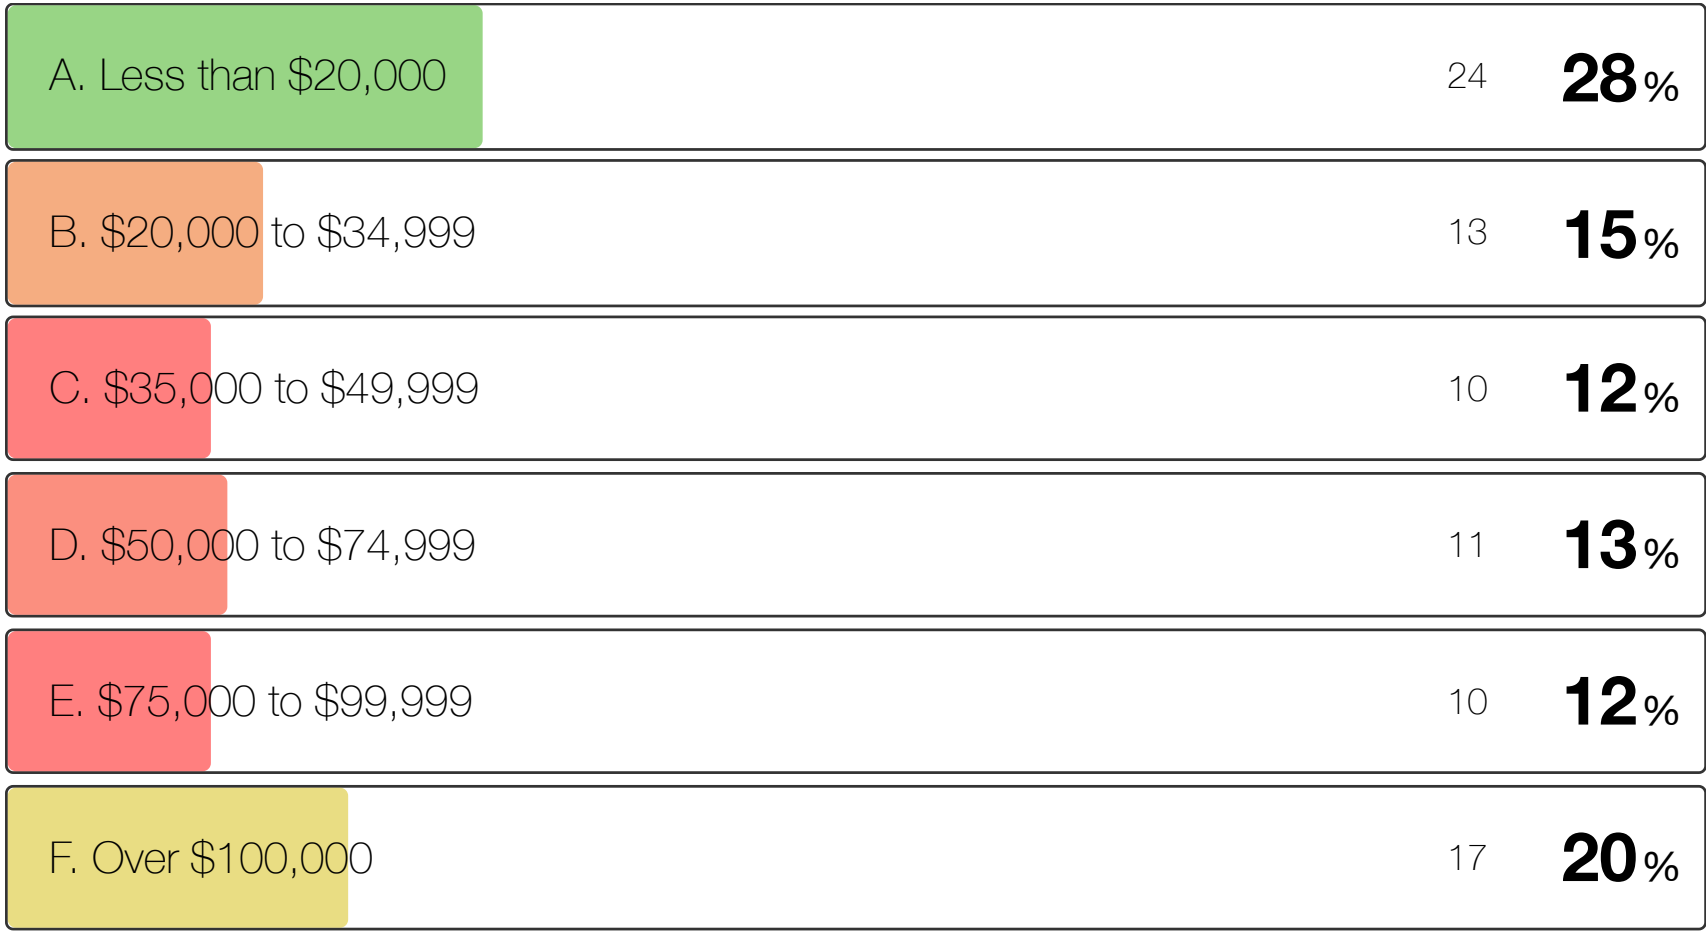 A. Less than $20,000 24 28%
B. $20,000 to $34,999 13 15%
C. $35,000 to $49,999 10 12%
D. $50,000 to $74,999 11 13%
E. $75,000 to $99,999 10 12%
F. Over $100,000 17 20%